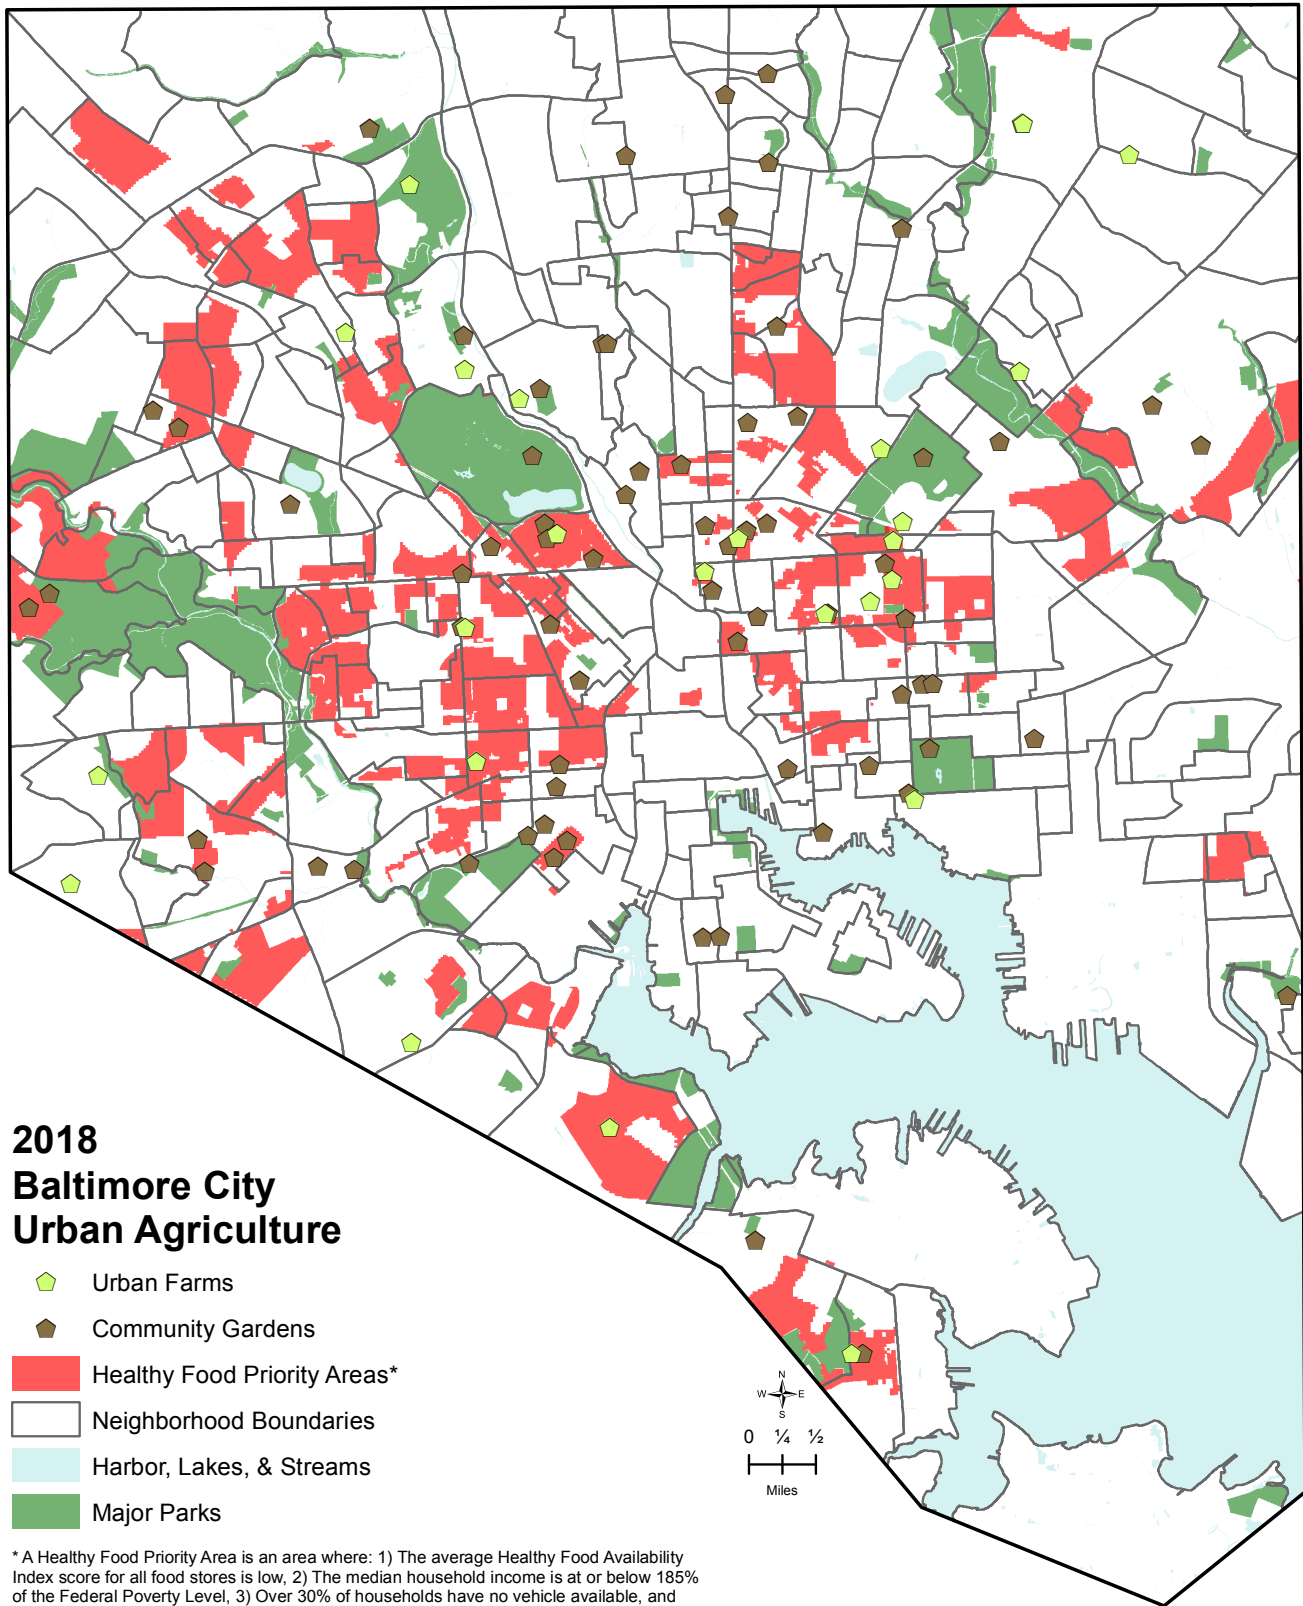 2018
Baltimore City
Urban Agriculture
Urban Farms
Community Gardens
Healthy Food Priority Areas*
Neighborhood Boundaries
Harbor, Lakes, & Streams
Major Parks
N
W E
S
0 ¼ ½
Miles
* A Healthy Food Priority Area is an area where: 1) The average Healthy Food Availability
Index score for all food stores is low, 2) The median household income is at or below 185%
of the Federal Poverty Level, 3) Over 30% of households have no vehicle available, and